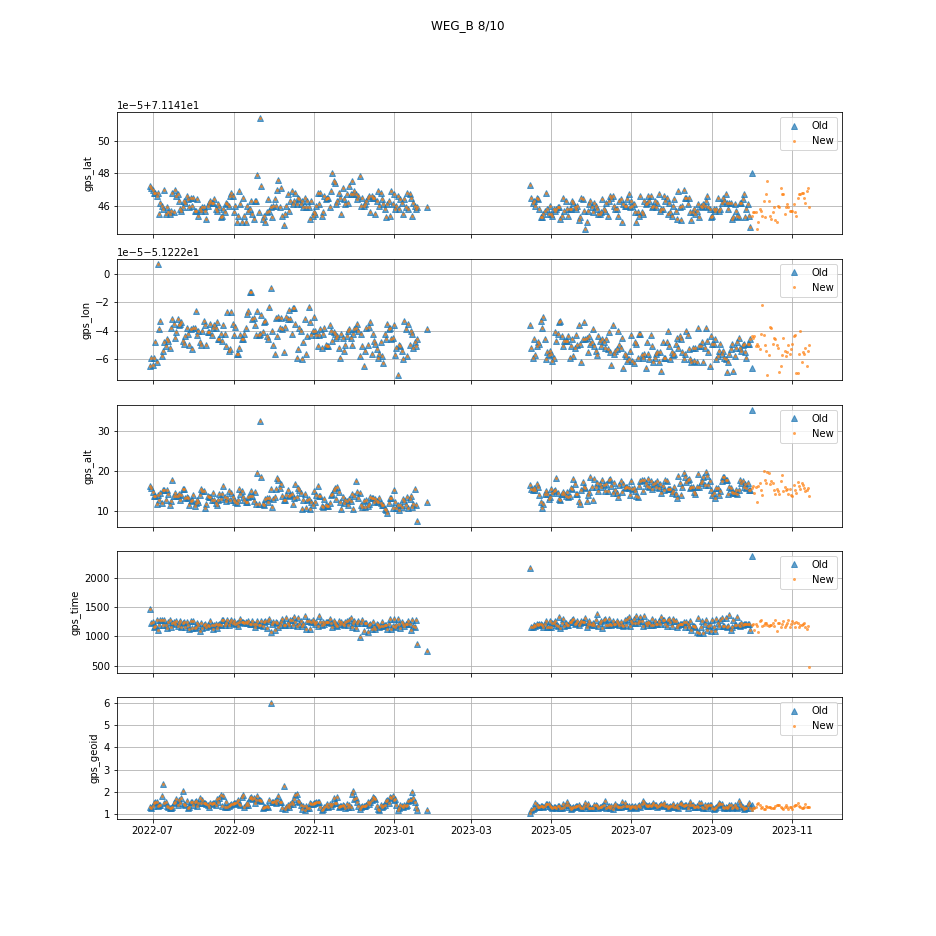 WEG_B 8/10
1e−5+7.1141e1
50
48
46
gps_lat
Old
New
1e−5−5.1222e1
0
−2
−4
−6
gps_lon
Old
New
30
20
10
gps_alt
Old
New
2000
1500
1000
500
gps_time
Old
New
6
5
4
3
2
1
gps_geoid
Old
New
2022-07 2022-09 2022-11 2023-01 2023-03 2023-05 2023-07 2023-09 2023-11